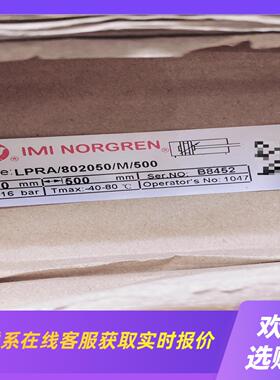 IMI NORGREN
e: LPRA/802050/M/500
0 mm 500 mm Ser.No. B8452
16 bar Tmax:-40-80℃ Operator's No: 1047
系在线客服获取实时报价
欢
选购